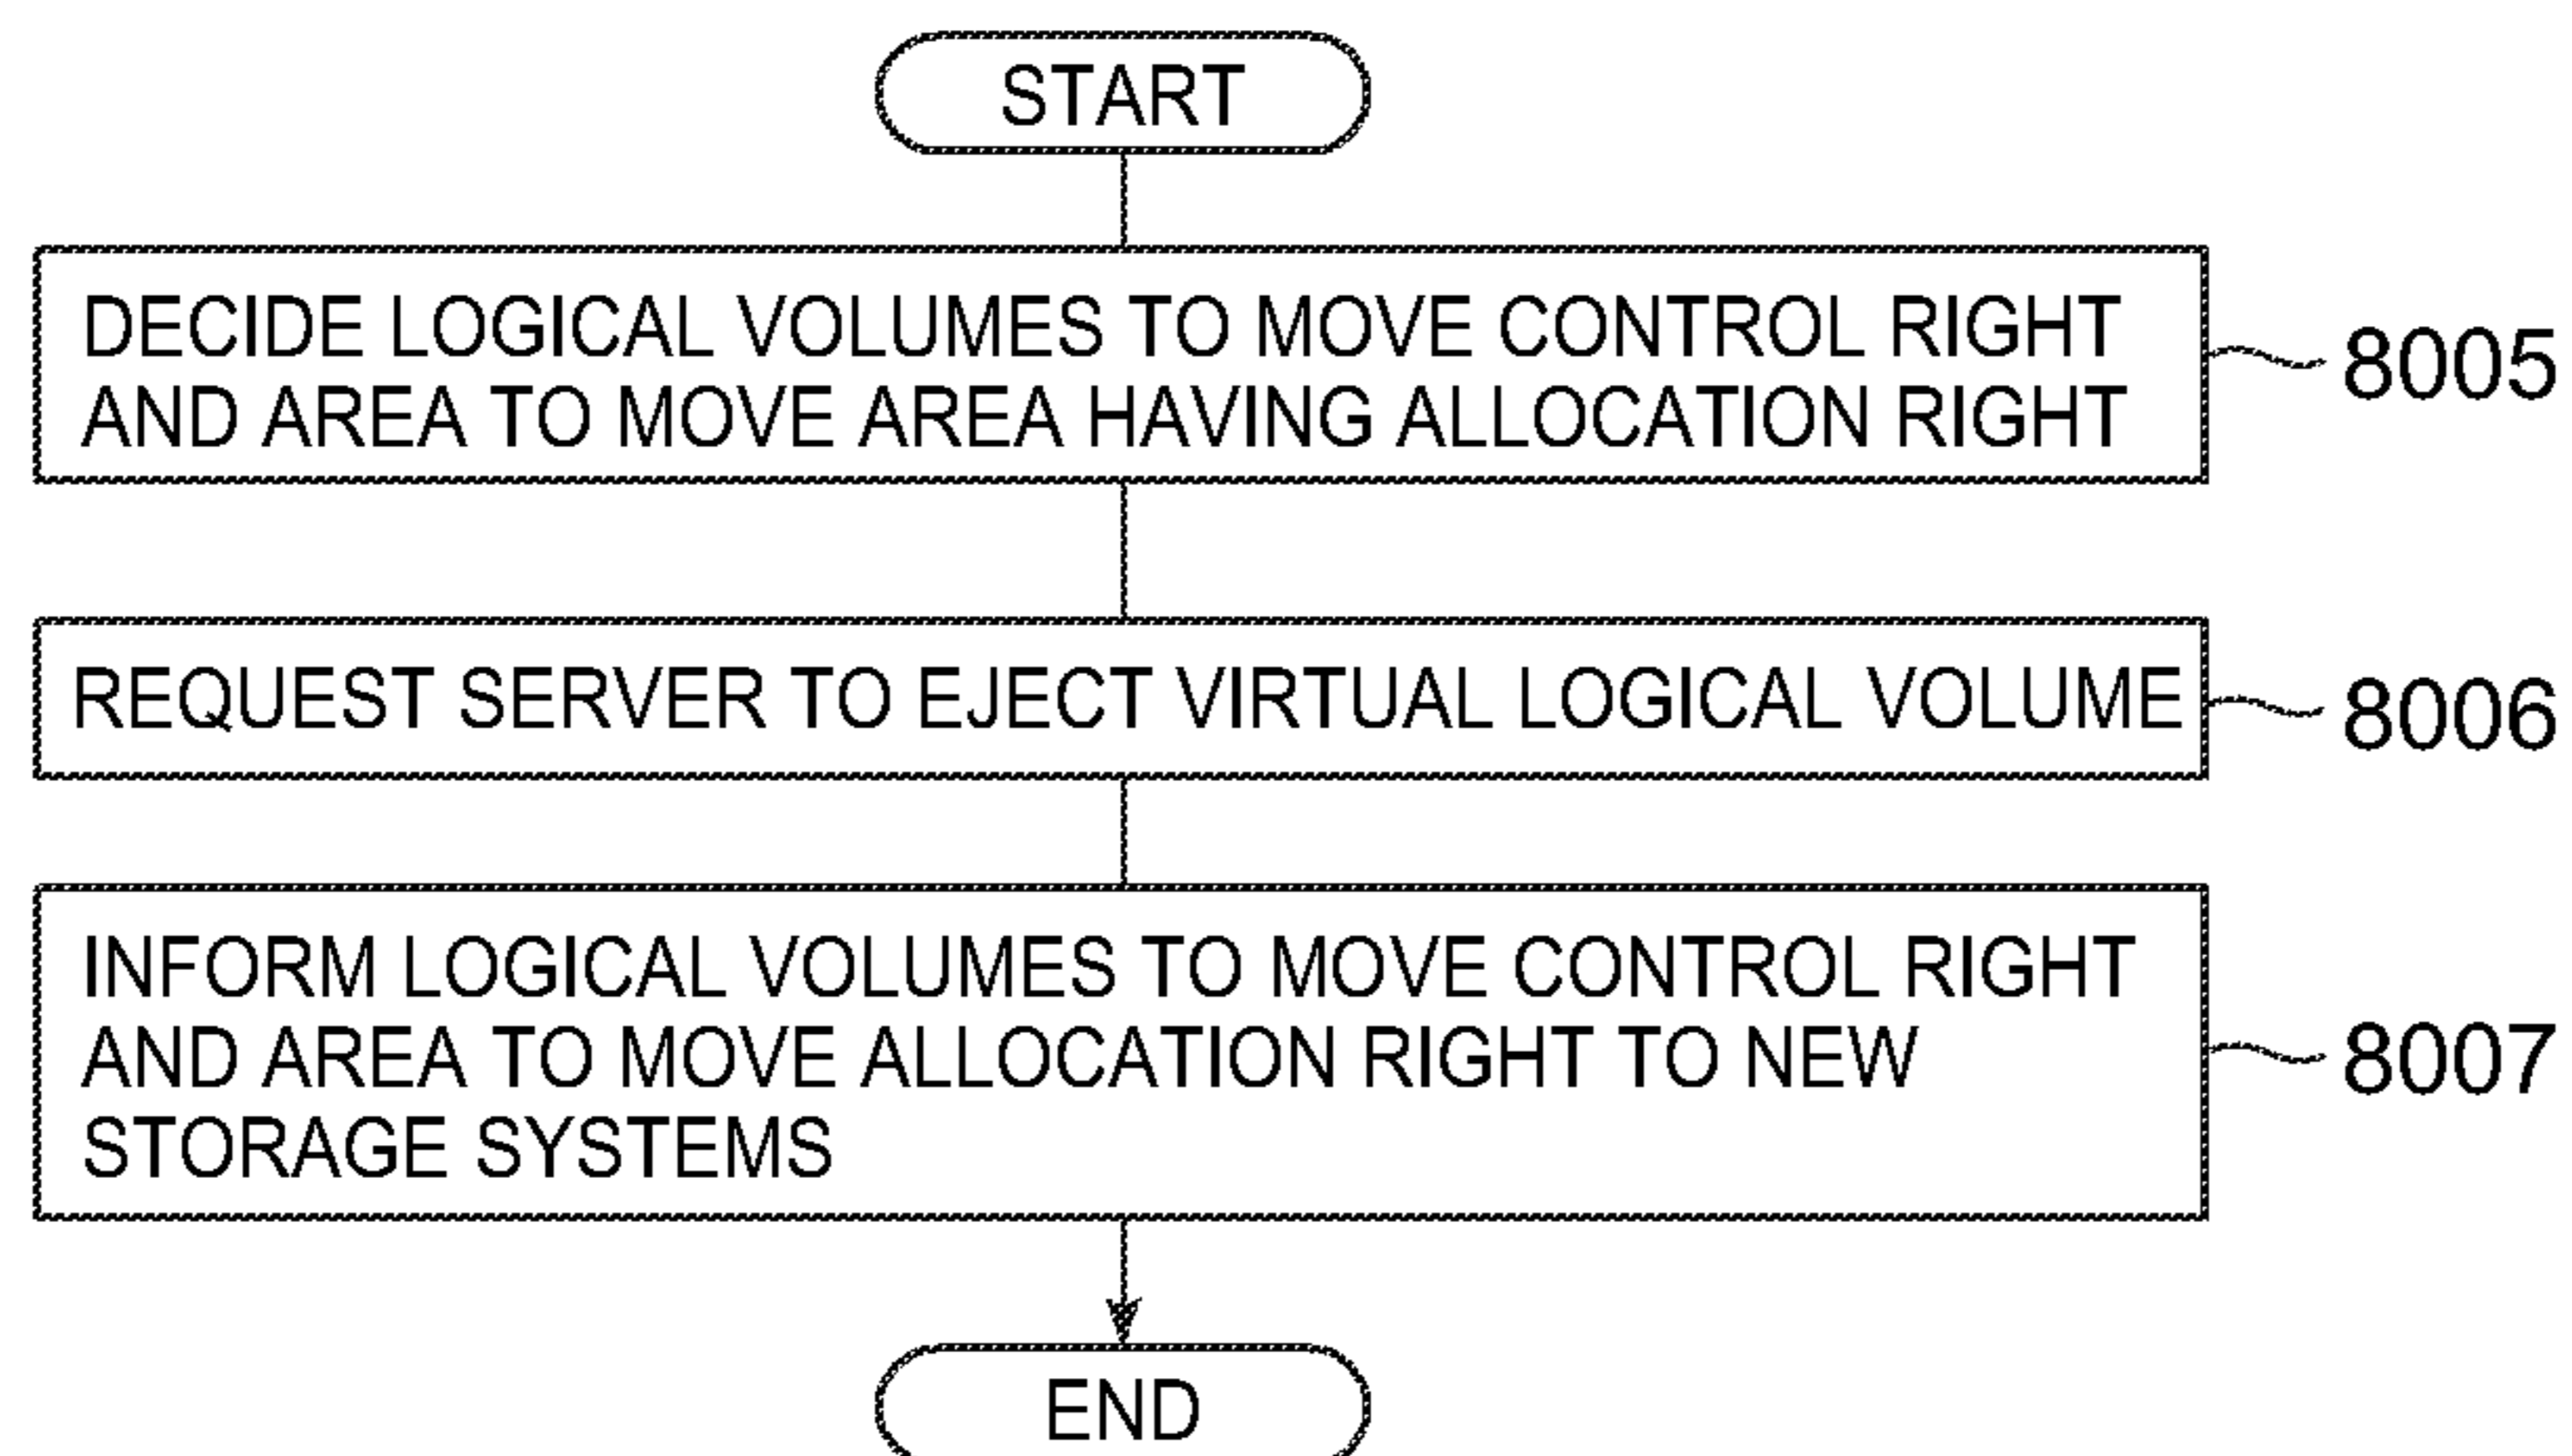 START
DECIDE LOGICAL VOLUMES TO MOVE CONTROL RIGHT
AND AREA TO MOVE AREA HAVING ALLOCATION RIGHT
8005
REQUEST SERVER TO EJECT VIRTUAL LOGICAL VOLUME
8006
INFORM LOGICAL VOLUMES TO MOVE CONTROL RIGHT
AND AREA TO MOVE ALLOCATION RIGHT TO NEW
STORAGE SYSTEMS
8007
END